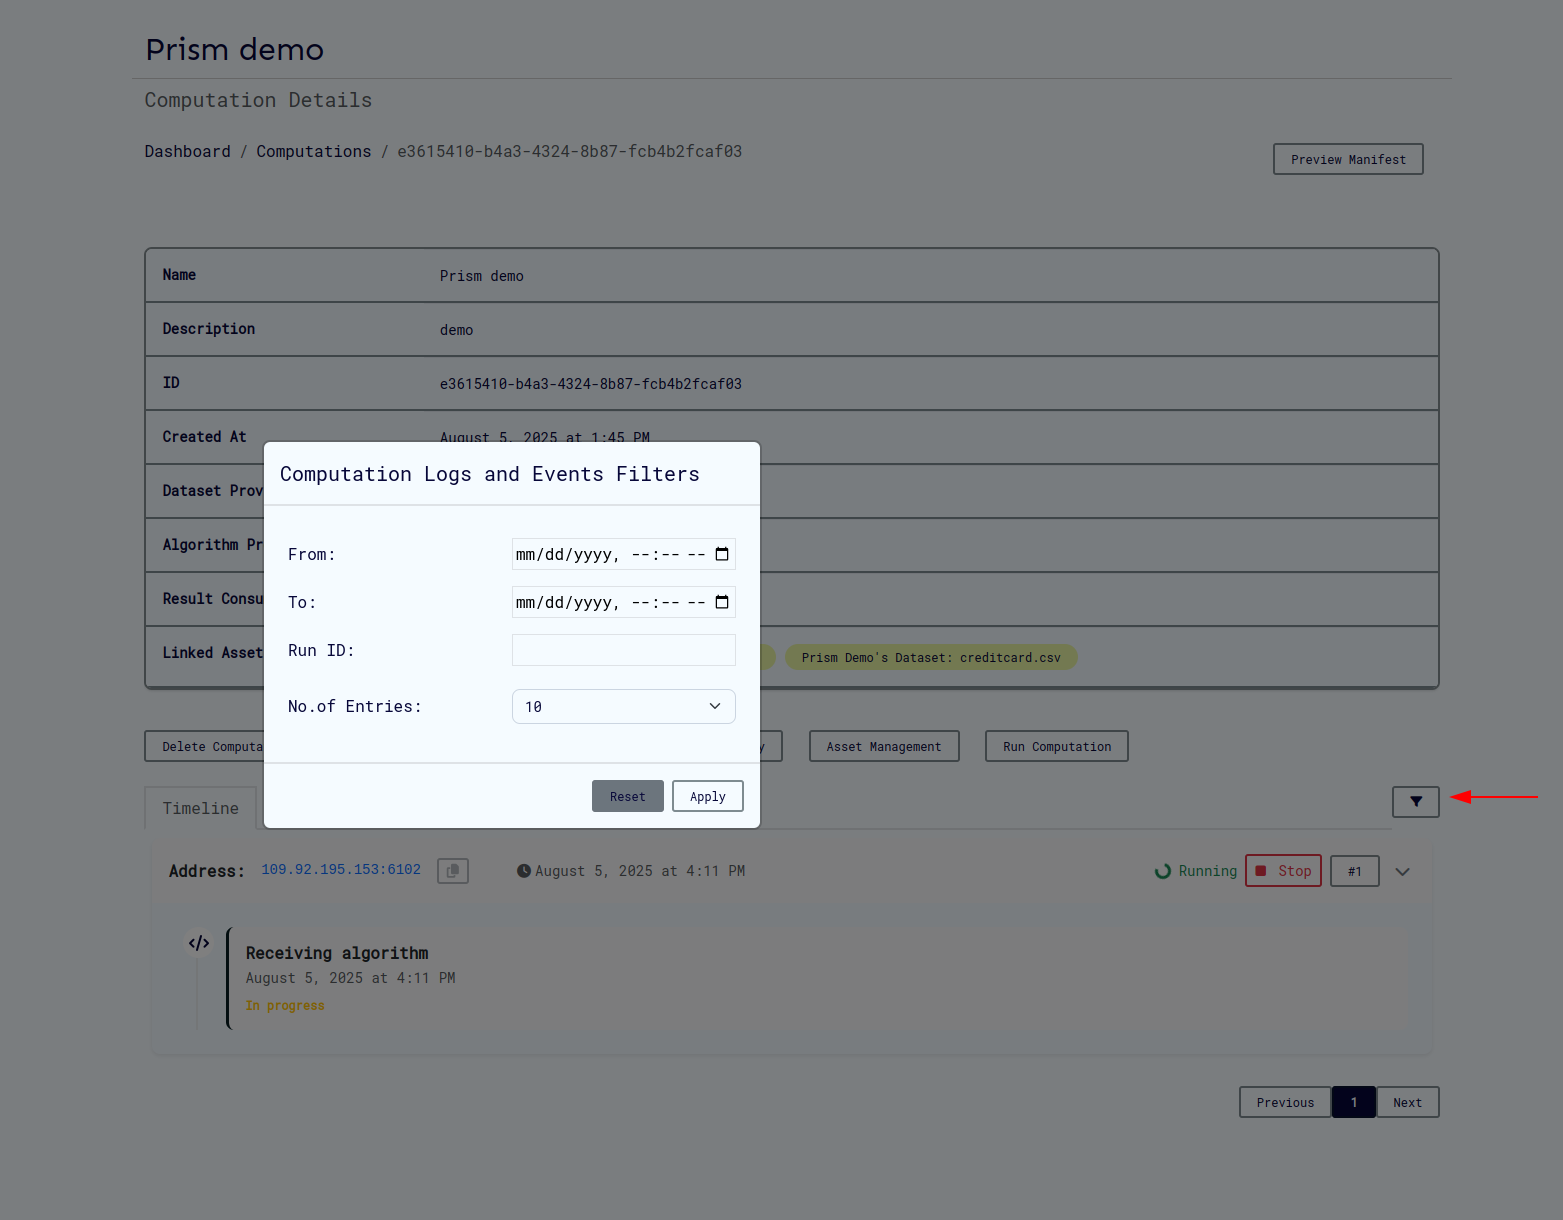 Prism demo
Computation Details
Dashboard / Computations / e3615410-b4a3-4324-8b87-fcb4b2fcaf03
Preview Manifest
Name Prism demo
Description demo
ID e3615410-b4a3-4324-8b87-fcb4b2fcaf03
Created At August 5, 2025 at 1:45 PM
Dataset Prov
Algorithm Pr
Result Consu
Linked Asset Prism Demo's Dataset: creditcard.csv
Computation Logs and Events Filters
From: mm/dd/yyyy, --:-- --
To: mm/dd/yyyy, --:-- --
Run ID:
No.of Entries: 10
Reset Apply
Delete Computa y Asset Management Run Computation
Timeline
Address: 109.92.195.153:6102 August 5, 2025 at 4:11 PM Running Stop #1
</> Receiving algorithm
August 5, 2025 at 4:11 PM
In progress
Previous 1 Next